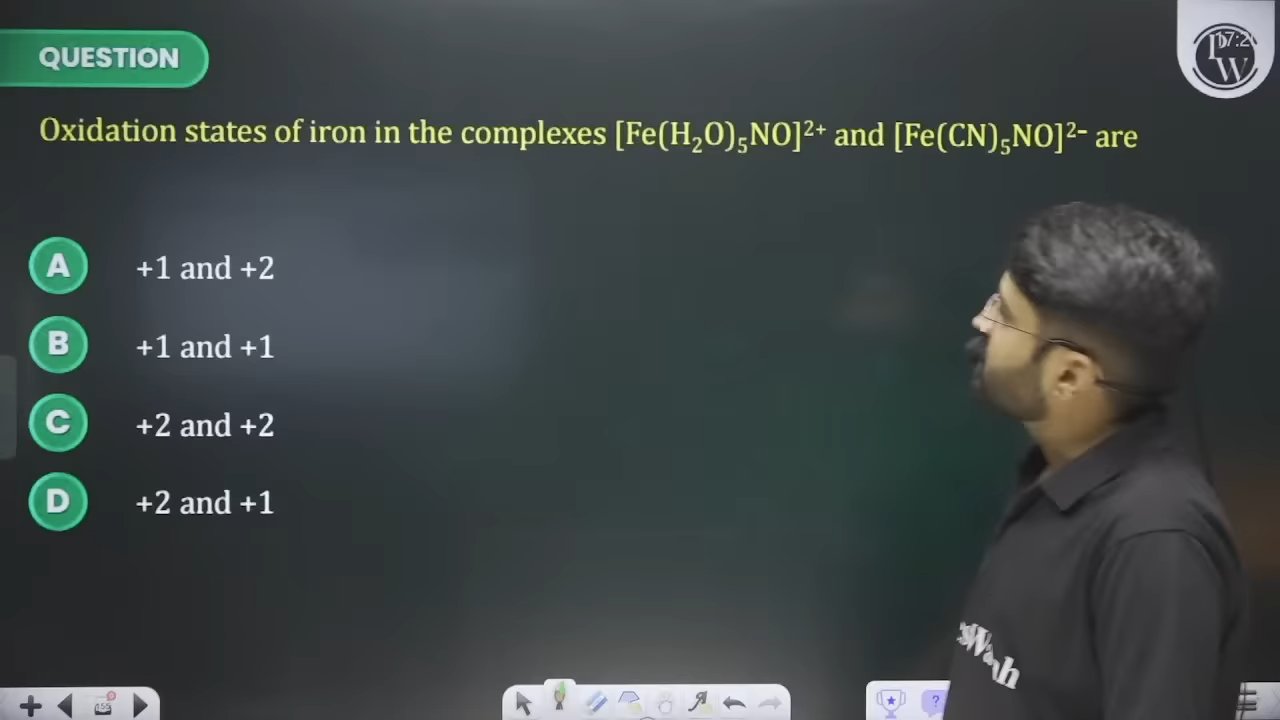 QUESTION
Oxidation states of iron in the complexes [Fe(H₂O)₅NO]²⁺ and [Fe(CN)₅NO]²⁻ are
A +1 and +2
B +1 and +1
C +2 and +2
D +2 and +1